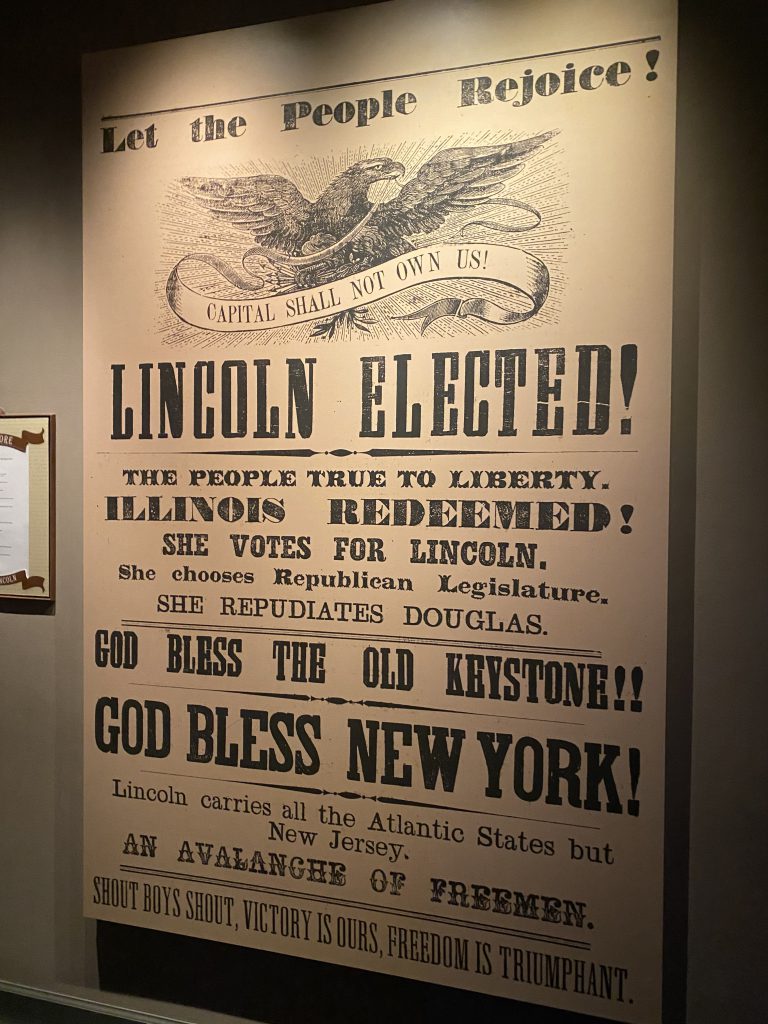 Let the People Rejoice!
CAPITAL SHALL NOT OWN US!
LINCOLN ELECTED!
THE PEOPLE TRUE TO LIBERTY.
ILLINOIS REDEEMED!
SHE VOTES FOR LINCOLN.
She chooses Republican Legislature.
SHE REPUDIATES DOUGLAS.
GOD BLESS THE OLD KEYSTONE!!
GOD BLESS NEW YORK!
Lincoln carries all the Atlantic States but
New Jersey.
AN AVALANCHE OF FREEMEN.
SHOUT BOYS SHOUT, VICTORY IS OURS, FREEDOM IS TRIUMPHANT.